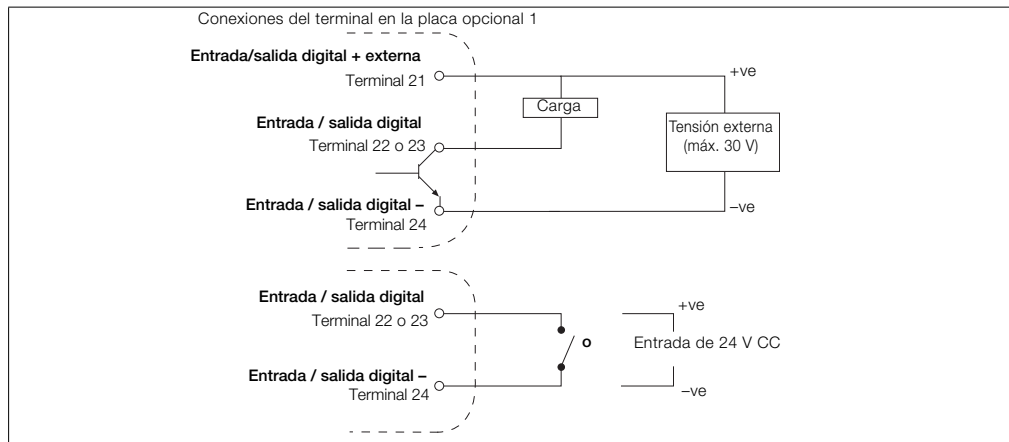 Conexiones del terminal en la placa opcional 1
Entrada/salida digital + externa
Terminal 21
+ve
Carga
Entrada / salida digital
Terminal 22 o 23
Tensión externa
(máx. 30 V)
Entrada / salida digital –
Terminal 24
–ve
Entrada / salida digital
Terminal 22 o 23
+ve
o
Entrada de 24 V CC
Entrada / salida digital –
Terminal 24
–ve